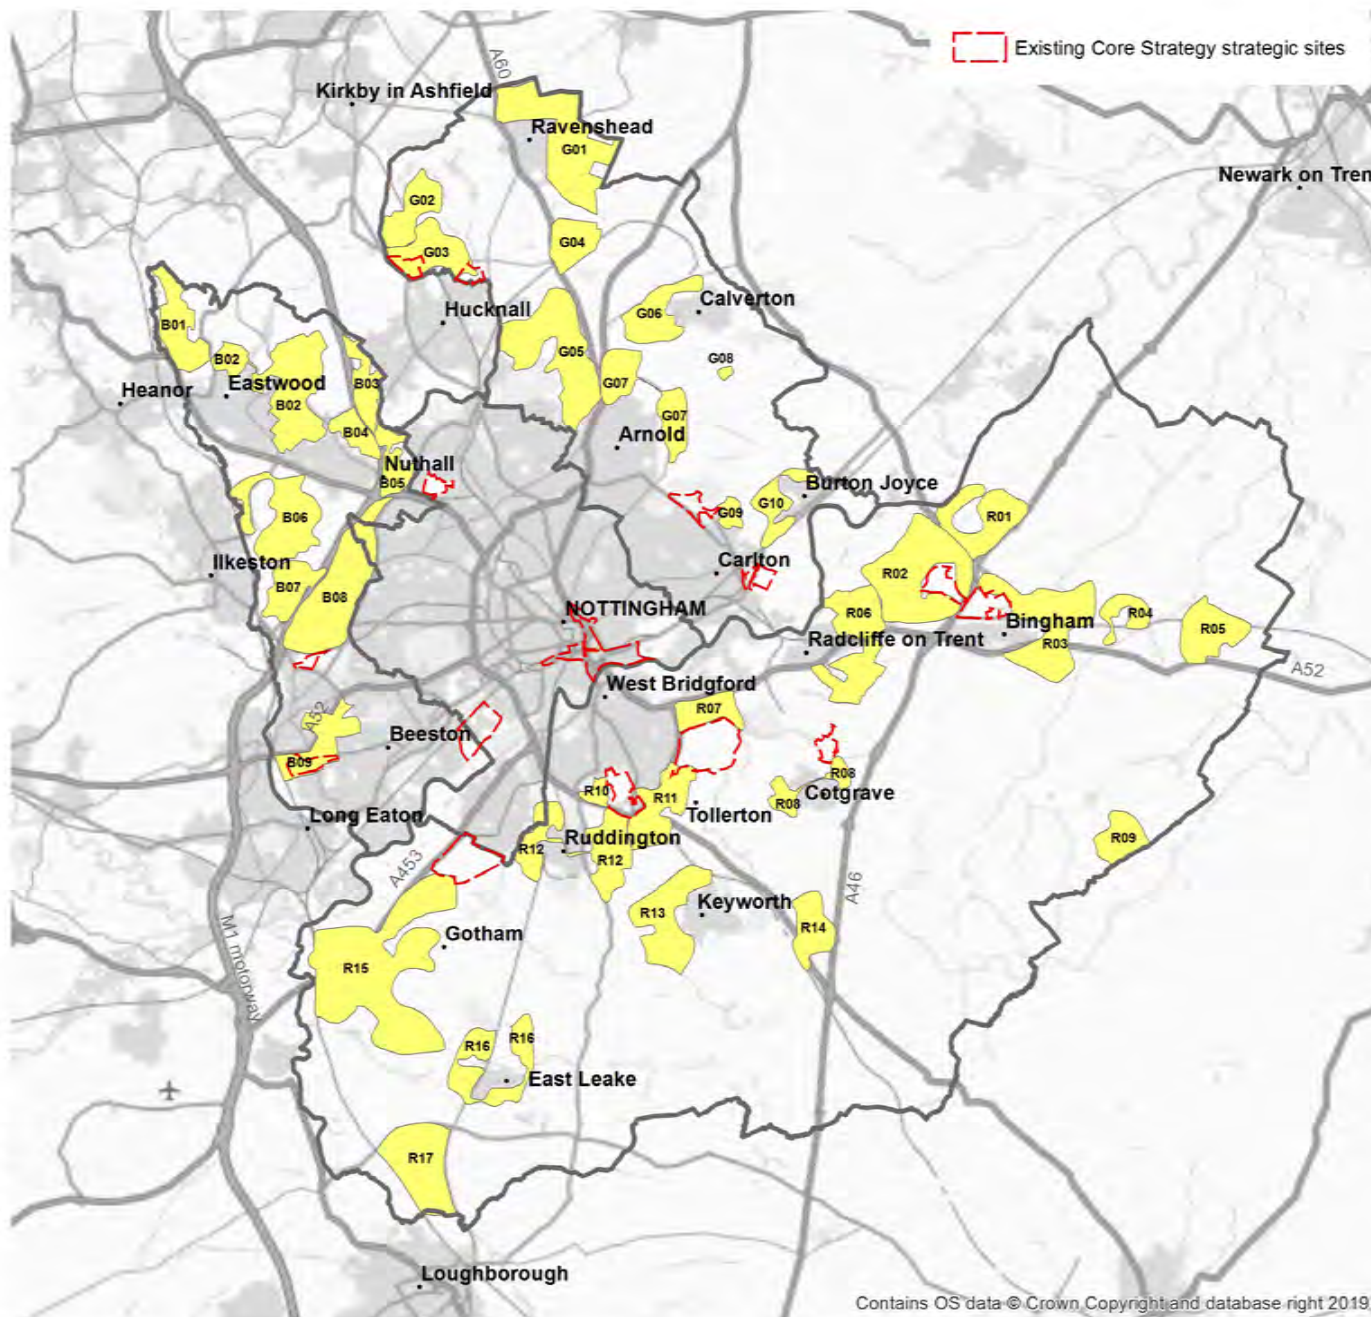 Existing Core Strategy strategic sites
A60
Kirkby in Ashfield
Ravenshead
G01
Newark on Tren
G02
G03
G04
Hucknall
Calverton
G06
B01
G05
G08
B02
Eastwood
B03
G07
Heanor
B02
G07
B04
Arnold
Nuthall
B05
Burton Joyce
G10
G09
R01
B06
Ilkeston
Carlton
R02
B07
B08
NOTTINGHAM
R06
Bingham
R04
R05
Radcliffe on Trent
R03
A52
West Bridgford
R07
A52
Beeston
B09
R08
R10
R11
R08
Cotgrave
Tollerton
Long Eaton
Ruddington
R12
R12
R09
A453
A46
Keyworth
R13
R14
Gotham
M1 motorway
R15
R16
R16
East Leake
R17
Loughborough
Contains OS data © Crown Copyright and database right 2019